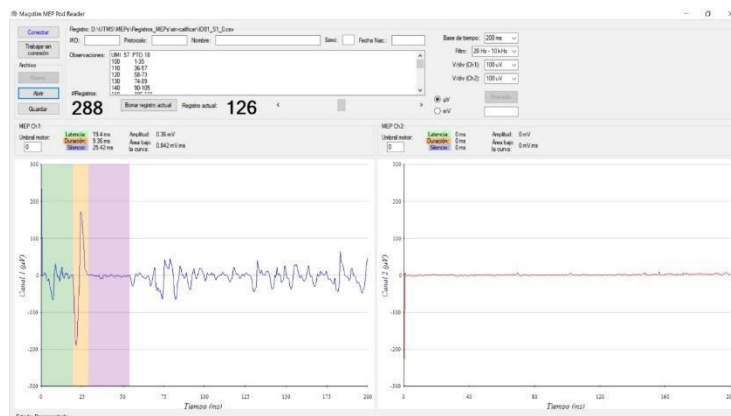 Magstim MEP Pod Reader
Conectar
Trabajar sin conexión
Archivo
Abrir
Guardar
Registro: D:\UTMS\MEPs\Registros_MEPs\sin-calificar\ID01_S1_0.csv
Protocolo:
Nombre:
Sexo:
Fecha Nac.:
Observaciones:
UMI 57 PTO 18
100 1-35
110 36-57
120 58-73
130 74-89
140 90-105
#Registros:
288
Borrar registro actual
Registro actual:
126
<
>
Base de tiempo: 200 ms
Filtro: 20 Hz - 10 kHz
V/div (Ch1): 100 uV
V/div (Ch2): 100 uV
µV
mV
MEP Ch1:
Umbral motor:
0
Latencia: 19.4 ms
Duración: 9.36 ms
Silencio: 25.42 ms
Amplitud: 0.36 mV
Área bajo la curva: 0.842 mV.ms
MEP Ch2:
Umbral motor:
0
Latencia: 0 ms
Duración: 0 ms
Silencio: 0 ms
Amplitud: 0 mV
Área bajo la curva: 0 mV.ms
Canal 1 (µV)
300
200
100
0
-100
-200
-300
0 25 50 75 100 125 150 175 200
Tiempo (ms)
Canal 2 (µV)
300
200
100
0
-100
-200
-300
0 40 80 120 160
Tiempo (ms)